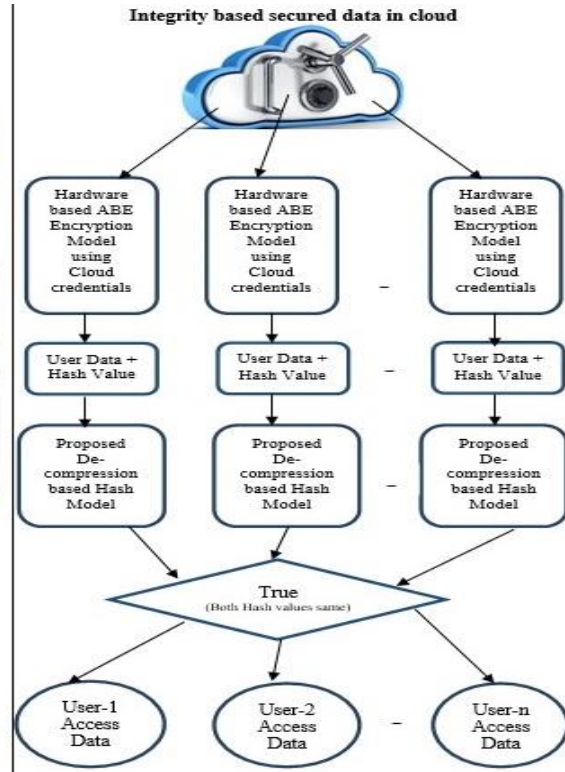 Integrity based secured data in cloud
Hardware
based ABE
Encryption
Model
using
Cloud
credentials
Hardware
based ABE
Encryption
Model
using
Cloud
credentials
–
Hardware
based ABE
Encryption
Model
using
Cloud
credentials
User Data +
Hash Value
User Data +
Hash Value
–
User Data +
Hash Value
Proposed
De-
compression
based Hash
Model
Proposed
De-
compression
based Hash
Model
–
Proposed
De-
compression
based Hash
Model
True
(Both Hash values same)
User-1
Access
Data
User-2
Access
Data
–
User-n
Access
Data